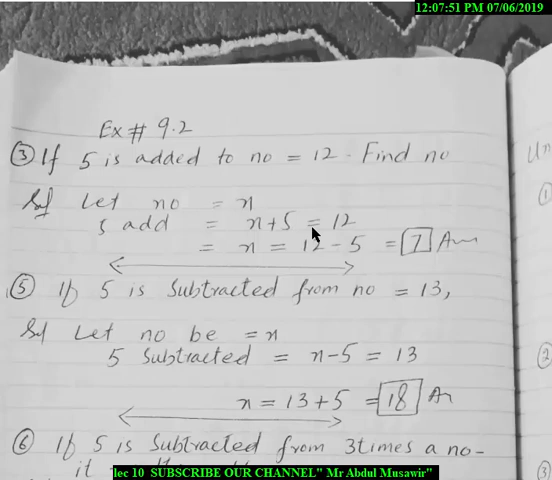 12:07:51 PM 07/06/2019
Ex # 9.2
③ If 5 is added to no = 12. Find no
Sol Let no = x
5 add = x+5 = 12
= x = 12-5 = 7 Ans
⑤ If 5 is Subtracted from no = 13,
Sol Let no be = x
5 Subtracted = x-5 = 13
x = 13+5 = 18 An
⑥ If 5 is Subtracted from 3times a no-
it
lec 10 SUBSCRIBE OUR CHANNEL" Mr Abdul Musawir"